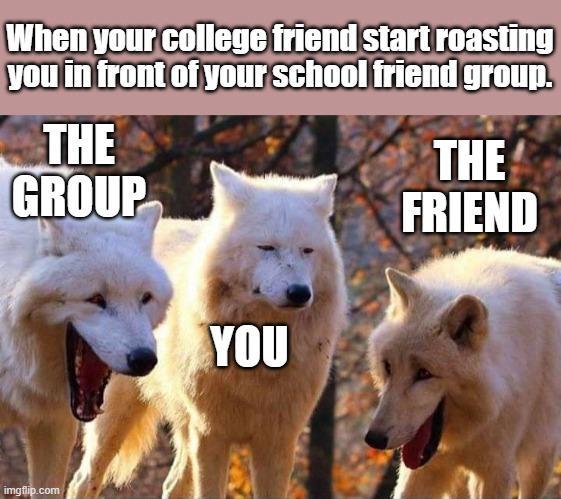 When your college friend start roasting
you in front of your school friend group.
THE
GROUP
THE
FRIEND
YOU
imgflip.com